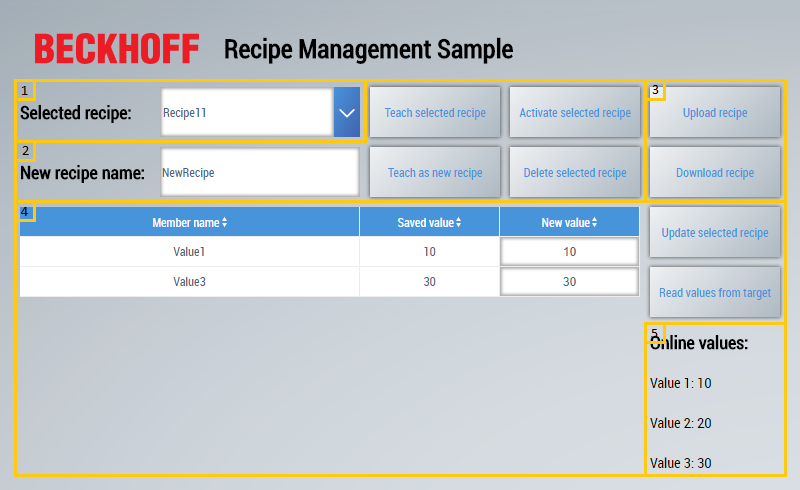 BECKHOFF Recipe Management Sample
1
Selected recipe: Recipe11 Teach selected recipe Activate selected recipe
3
Upload recipe
2
New recipe name: NewRecipe Teach as new recipe Delete selected recipe Download recipe
4
Member name Saved value New value
Value1 10 10
Value3 30 30
Update selected recipe
Read values from target
5
Online values:
Value 1: 10
Value 2: 20
Value 3: 30